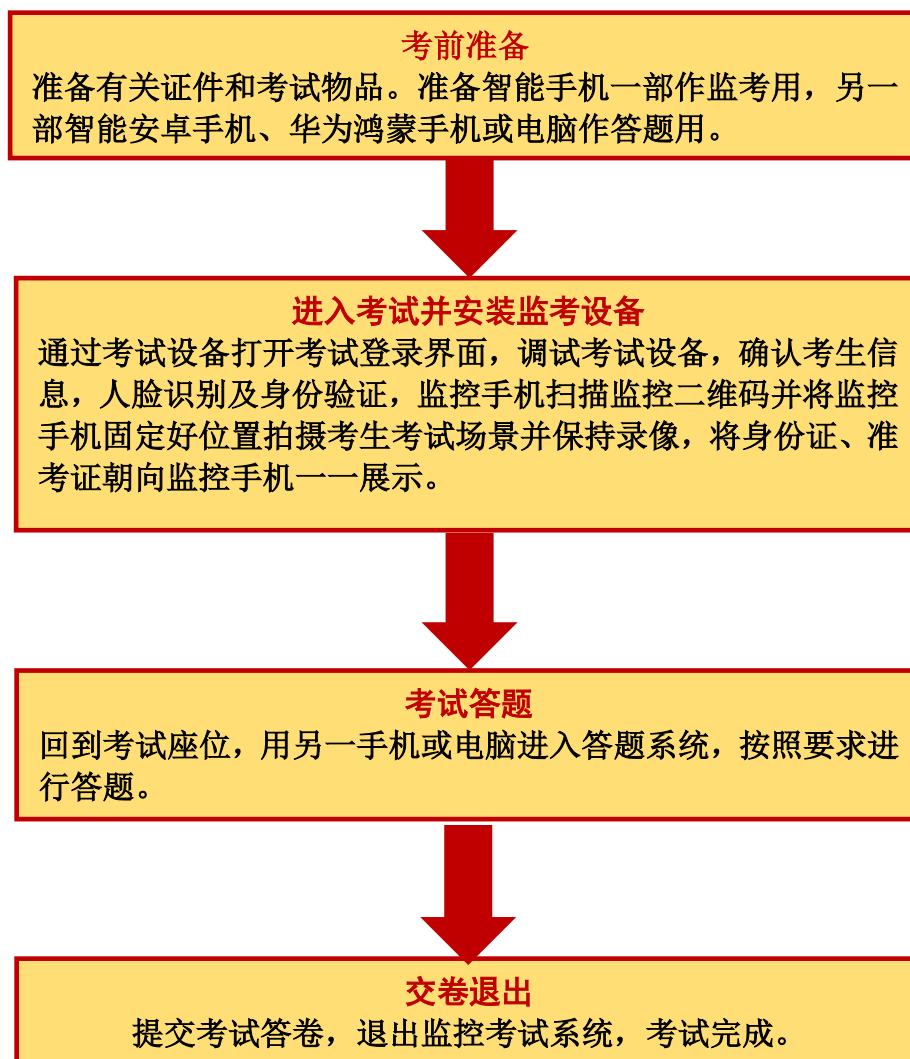 考前准备
准备有关证件和考试物品。准备智能手机一部作监考用，另一
部智能安卓手机、华为鸿蒙手机或电脑作答题用。
进入考试并安装监考设备
通过考试设备打开考试登录界面，调试考试设备，确认考生信
息，人脸识别及身份验证，监控手机扫描监控二维码并将监控
手机固定好位置拍摄考生考试场景并保持录像，将身份证、准
考证朝向监控手机一一展示。
考试答题
回到考试座位，用另一手机或电脑进入答题系统，按照要求进
行答题。
交卷退出
提交考试答卷，退出监控考试系统，考试完成。